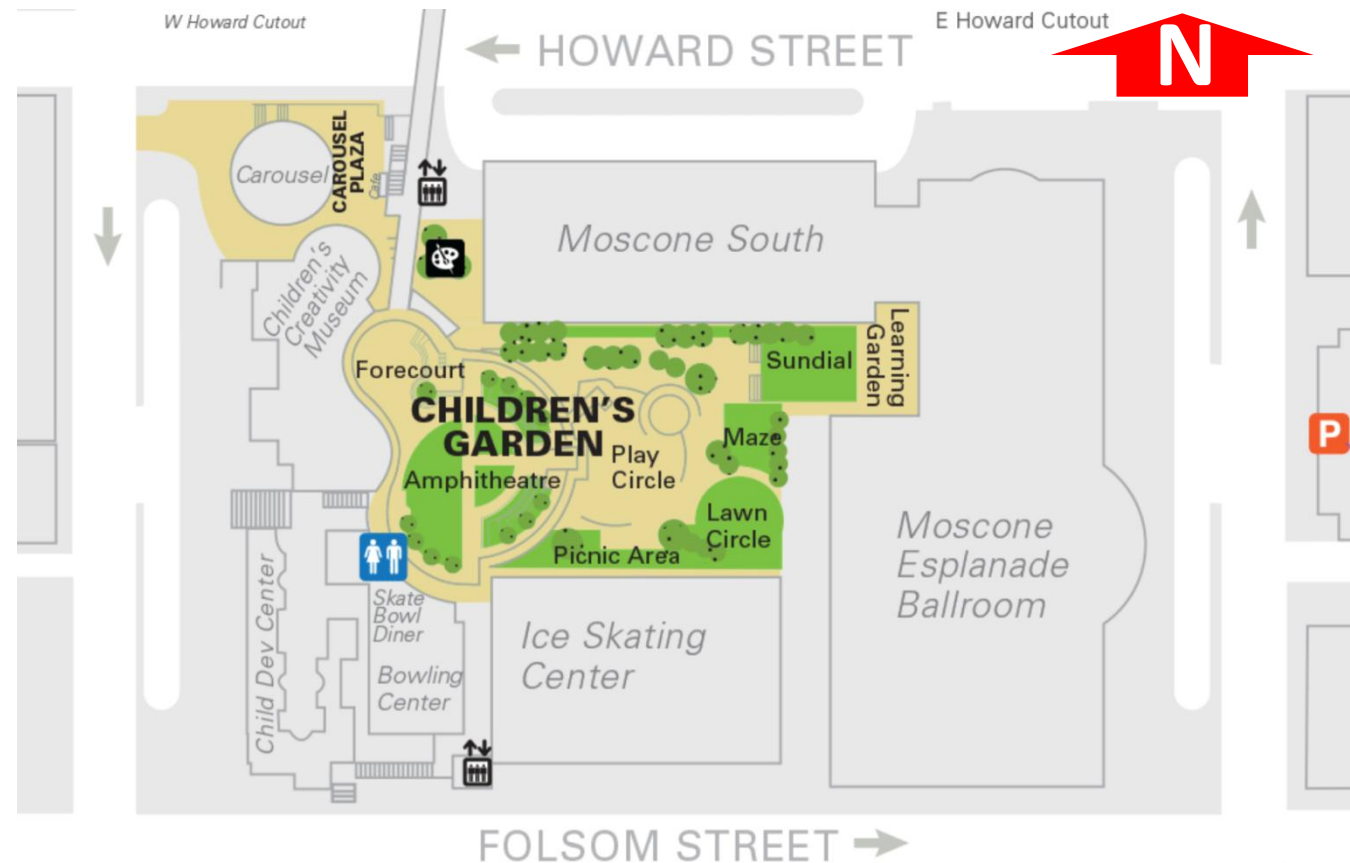 W Howard Cutout
E Howard Cutout
N
HOWARD STREET
CAROUSEL
PLAZA
Carousel
Cafe
Moscone South
Children's
Creativity
Museum
Learning
Garden
Forecourt
Sundial
CHILDREN'S
GARDEN
Play
Circle
Maze
Amphitheatre
P
Lawn
Circle
Picnic Area
Moscone
Esplanade
Ballroom
Child Dev Center
Skate
Bowl
Diner
Ice Skating
Center
Bowling
Center
FOLSOM STREET